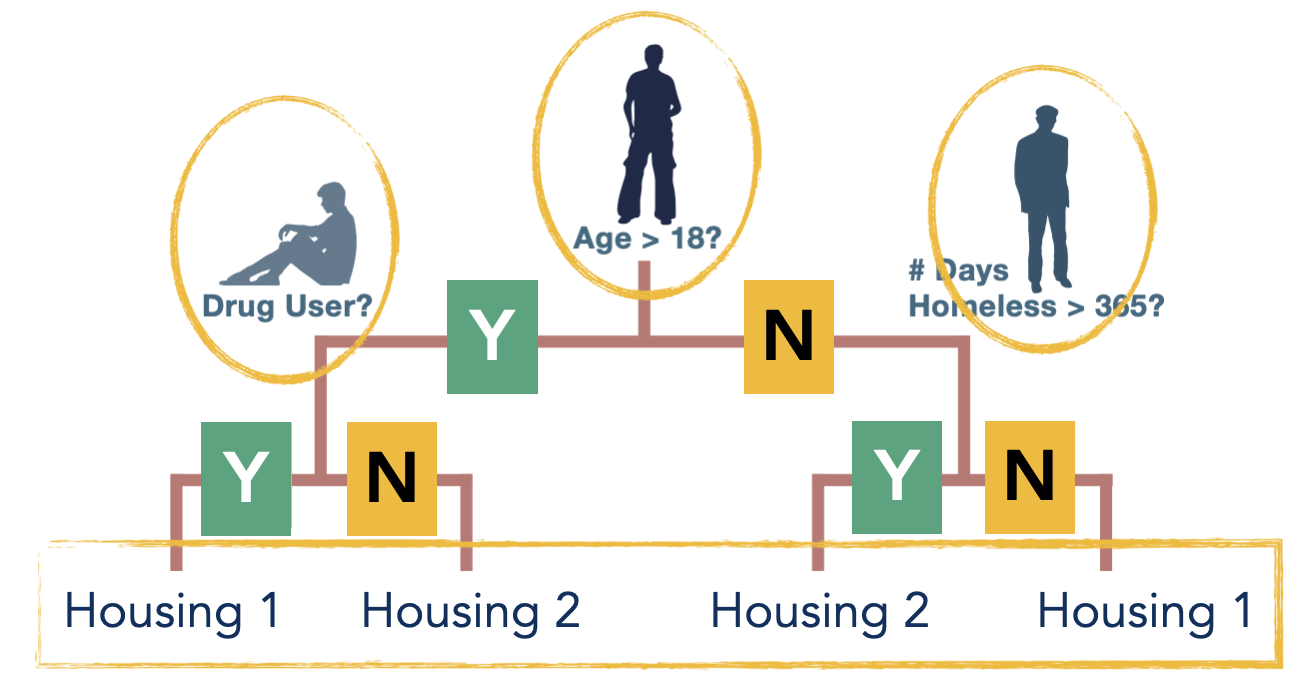 Age > 18?
Drug User?
# Days
Homeless > 365?
Y
N
Y
N
Y
N
Housing 1
Housing 2
Housing 2
Housing 1